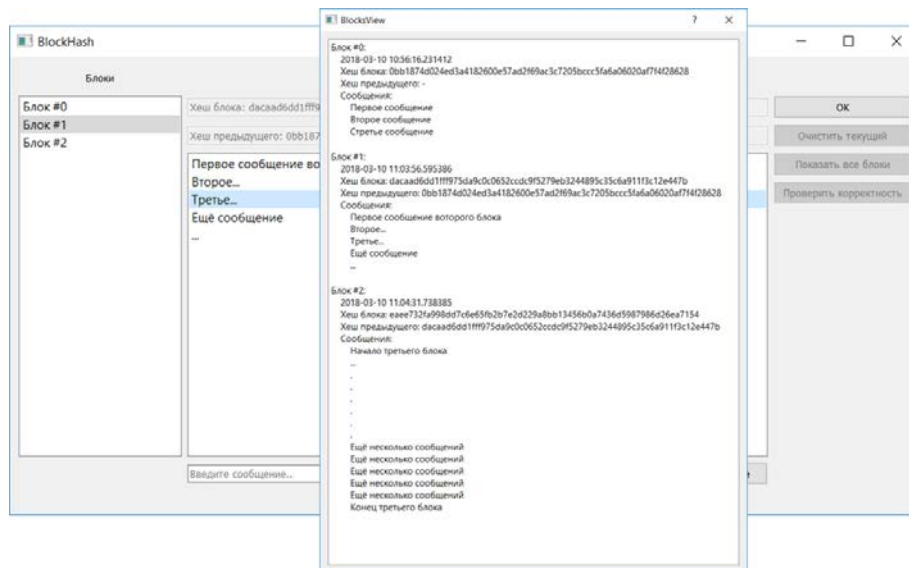 BlockHash
Блоки
Блок #0
Блок #1
Блок #2
Хеш блока: dacaad6dd1fff9
Хеш предыдущего: 0bb187
Первое сообщение во
Второе...
Третье...
Ещё сообщение
...
Введите сообщение..
BlocksView
? ×
Блок #0:
2018-03-10 10:56:16.231412
Хеш блока: 0bb1874d024ed3a4182600e57ad2f69ac3c7205bccc5fa6a06020af7f4f28628
Хеш предыдущего: -
Сообщения:
Первое сообщение
Второе сообщение
Стретье сообщение
Блок #1:
2018-03-10 11:03:56.595386
Хеш блока: dacaad6dd1fff975da9c0c0652ccdc9f5279eb3244895c35c6a911f3c12e447b
Хеш предыдущего: 0bb1874d024ed3a4182600e57ad2f69ac3c7205bccc5fa6a06020af7f4f28628
Сообщения:
Первое сообщение воторого блока
Второе...
Третье...
Ещё сообщение
...
Блок #2:
2018-03-10 11:04:31.738385
Хеш блока: eaee732fa998dd7c6e65fb2b7e2d229a8bb13456b0a7436d5987986d26ea7154
Хеш предыдущего: dacaad6dd1fff975da9c0c0652ccdc9f5279eb3244895c35c6a911f3c12e447b
Сообщения:
Начало третьего блока
...
.
.
.
.
.
.
Ещё несколько сообщений
Ещё несколько сообщений
Ещё несколько сообщений
Ещё несколько сообщений
Ещё несколько сообщений
Конец третьего блока
ОК
Очистить текущий
Показать все блоки
Проверить корректность